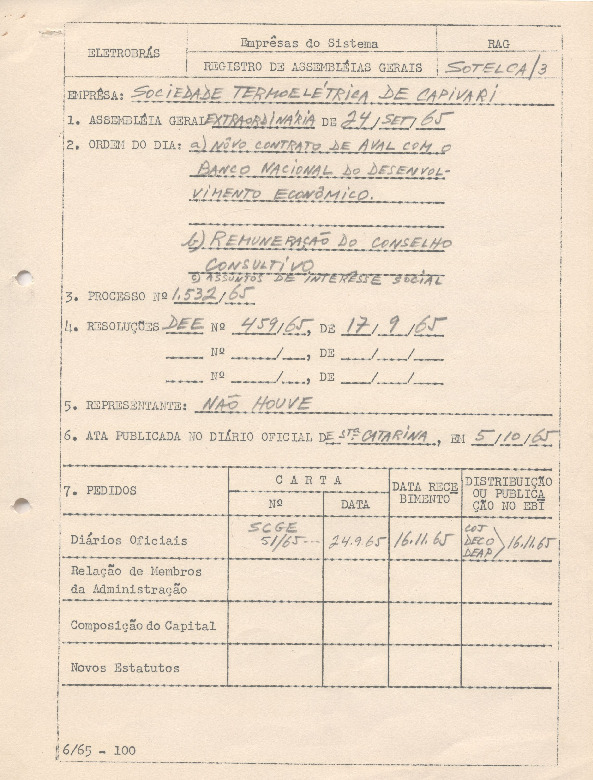 ELETROBRÁS
Emprêsas do Sistema
RAG
REGISTRO DE ASSEMBLÉIAS GERAIS
SOTELCA/3
EMPRÊSA: SOCIEDADE TERMOELÉTRICA DE CAPIVARI
1. ASSEMBLÉIA GERAL EXTRAORDINÁRIA DE 24/SET/65
2. ORDEM DO DIA: a) NÔVO CONTRATO DE AVAL COM O
BANCO NACIONAL DO DESENVOL-
VIMENTO ECONÔMICO.
b) REMUNERAÇÃO DO CONSELHO
CONSULTIVO
c) ASSUNTOS DE INTERÊSSE SOCIAL
3. PROCESSO Nº 1.532/65
4. RESOLUÇÕES DEE Nº 459/65, DE 17/9/65
Nº / , DE / /
Nº / , DE / /
5. REPRESENTANTE: NÃO HOUVE
6. ATA PUBLICADA NO DIÁRIO OFICIAL DE STA CATARINA, EM 5/10/65
7. PEDIDOS
CARTA
Nº
DATA
DATA RECE
BIMENTO
DISTRIBUIÇÃO
OU PUBLICA
ÇÃO NO EBI
Diários Oficiais
SCGE
51/65
24.9.65
16.11.65
COJ
DECO
DEAP
16.11.65
Relação de Membros
da Administração
Composição do Capital
Novos Estatutos
6/65 - 100